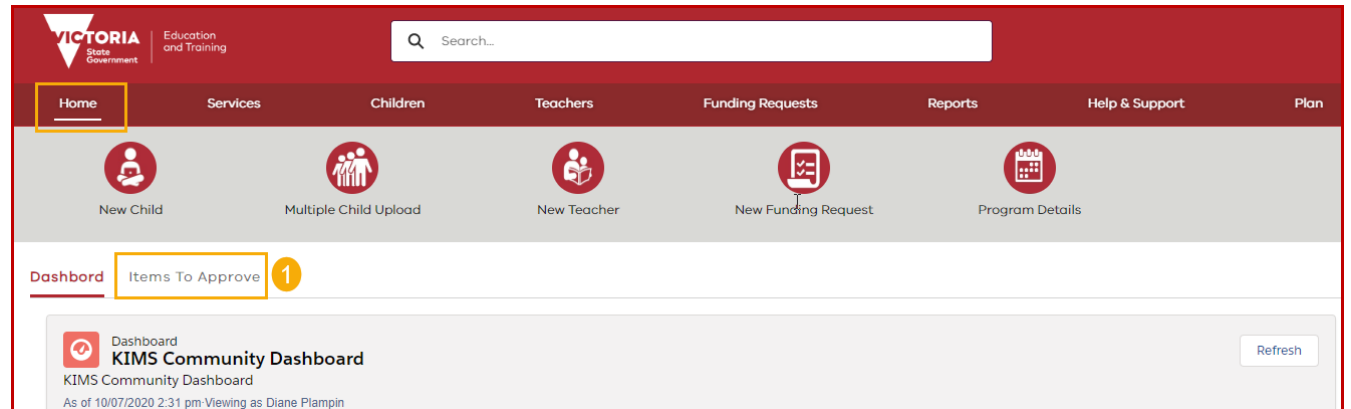 VICTORIA
State
Government
Education
and Training
Search...
Home Services Children Teachers Funding Requests Reports Help & Support Plan
New Child Multiple Child Upload New Teacher New Funding Request Program Details
Dashbord Items To Approve 1
Dashboard
KIMS Community Dashboard
Refresh
KIMS Community Dashboard
As of 10/07/2020 2:31 pm·Viewing as Diane Plampin